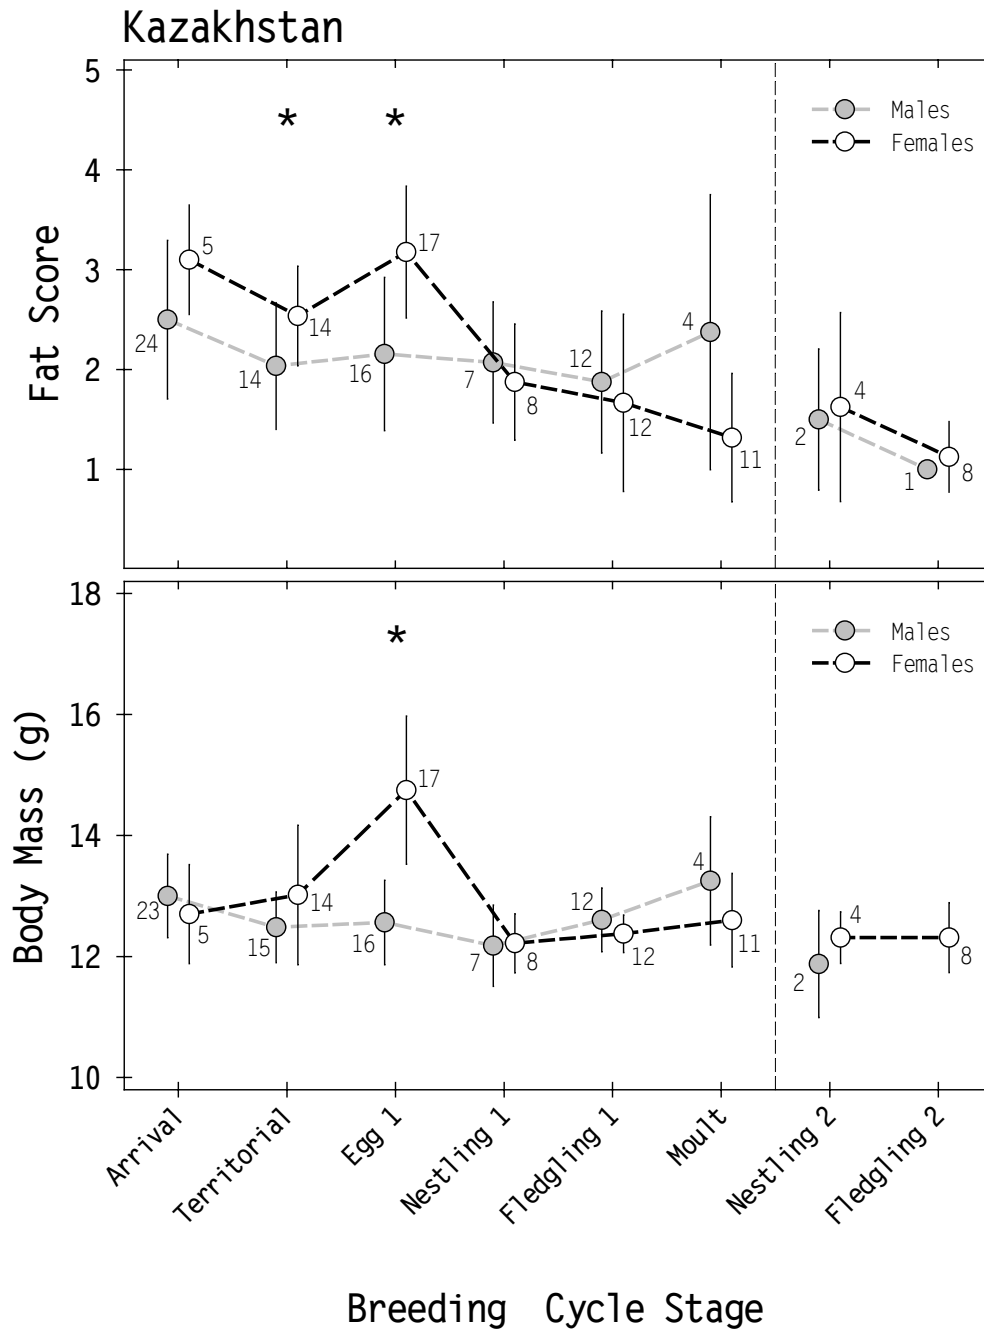 Kazakhstan
5
4
3
2
1
Fat Score
* *
Males
Females
24
5
14
14
16
17
7
8
12
12
4
11
2
4
1
8
18
16
14
12
10
Body Mass (g)
*
Males
Females
23
5
15
14
16
17
7
8
12
12
4
11
2
4
8
Arrival
Territorial
Egg 1
Nestling 1
Fledgling 1
Moult
Nestling 2
Fledgling 2
Breeding Cycle Stage